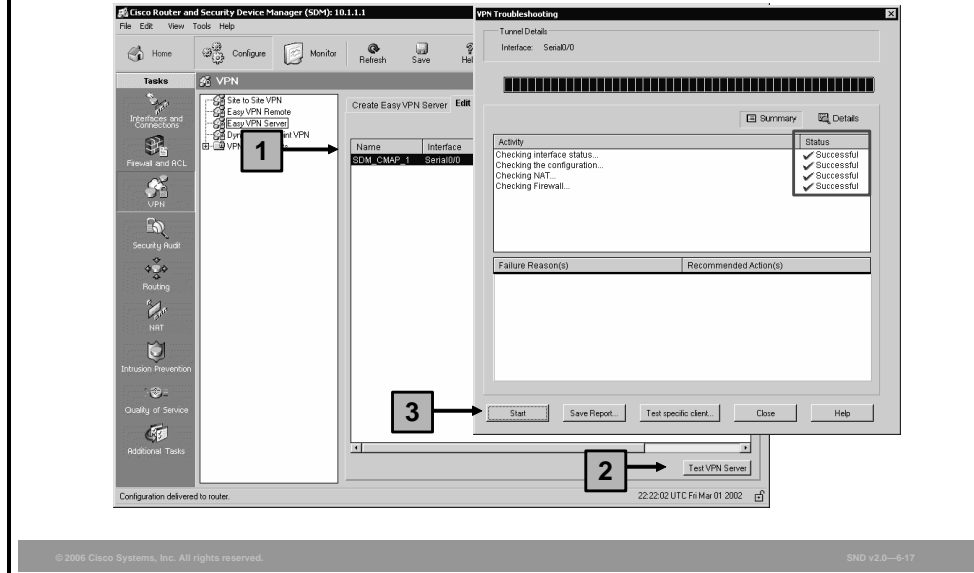 Cisco Router and Security Device Manager (SDM): 10.1.1.1
File Edit View Tools Help
Home Configure Monitor Refresh Save
Tasks
Interfaces and Connections
Firewall and ACL
VPN
Security Audit
Routing
NAT
Intrusion Prevention
Quality of Service
Additional Tasks
VPN
Site to Site VPN
Easy VPN Remote
Easy VPN Server
VPN
1
Create Easy VPN Server Edit
Name Interface
SDM_CMAP_1 Serial0/0
2
Test VPN Server
Configuration delivered to router.
22:22:02 UTC Fri Mar 01 2002
VPN Troubleshooting
Tunnel Details
Interface: Serial0/0
Summary Details
Activity Status
Checking interface status... Successful
Checking the configuration... Successful
Checking NAT... Successful
Checking Firewall... Successful
Failure Reason(s) Recommended Action(s)
3
Start Save Report... Test specific client... Close Help
© 2006 Cisco Systems, Inc. All rights reserved.
SND v2.0—6-17